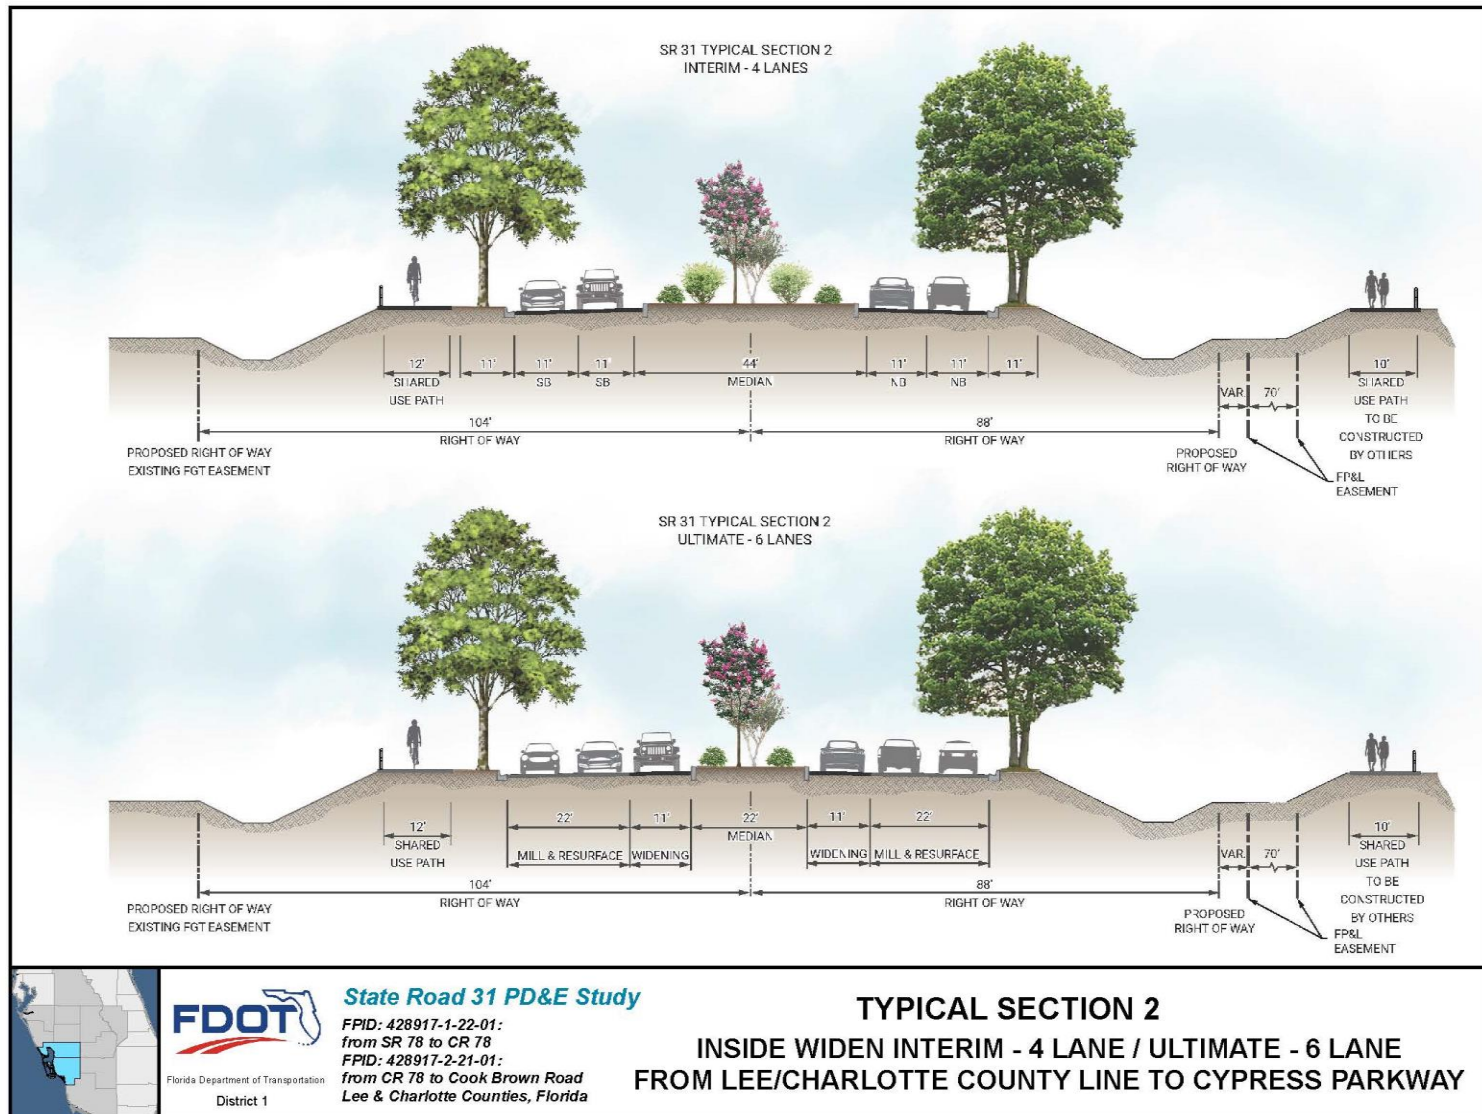 SR 31 TYPICAL SECTION 2
INTERIM - 4 LANES
12' 11' 11' 11' 44' 11' 11' 11' 10'
SHARED SB SB MEDIAN NB NB SHARED
USE PATH VAR. 70' USE PATH
TO BE
CONSTRUCTED
BY OTHERS
104' 88'
RIGHT OF WAY RIGHT OF WAY
PROPOSED RIGHT OF WAY
EXISTING FGT EASEMENT
PROPOSED
RIGHT OF WAY
FP&L
EASEMENT
SR 31 TYPICAL SECTION 2
ULTIMATE - 6 LANES
12' 22' 11' 22' 11' 22' 10'
SHARED MILL & RESURFACE WIDENING MEDIAN WIDENING MILL & RESURFACE SHARED
USE PATH VAR. 70' USE PATH
TO BE
CONSTRUCTED
BY OTHERS
104' 88'
RIGHT OF WAY RIGHT OF WAY
PROPOSED RIGHT OF WAY
EXISTING FGT EASEMENT
PROPOSED
RIGHT OF WAY
FP&L
EASEMENT
FDOT
Florida Department of Transportation
District 1
State Road 31 PD&E Study
FPID: 428917-1-22-01:
from SR 78 to CR 78
FPID: 428917-2-21-01:
from CR 78 to Cook Brown Road
Lee & Charlotte Counties, Florida
TYPICAL SECTION 2
INSIDE WIDEN INTERIM - 4 LANE / ULTIMATE - 6 LANE
FROM LEE/CHARLOTTE COUNTY LINE TO CYPRESS PARKWAY